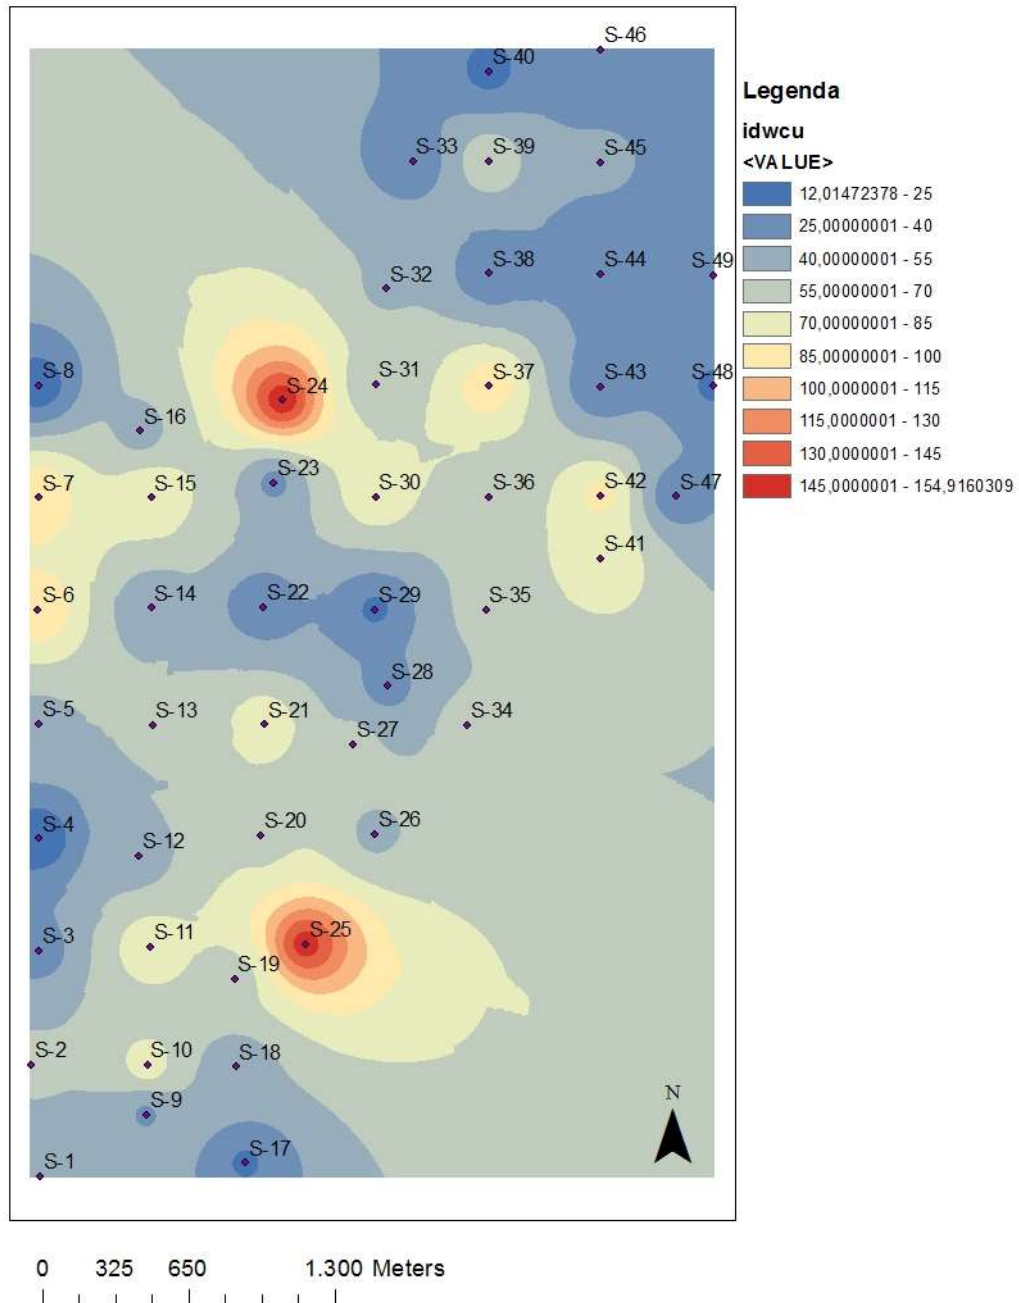 S-46
S-40
S-33
S-39
S-45
S-38
S-44
S-49
S-32
S-8
S-24
S-31
S-37
S-43
S-48
S-16
S-23
S-7
S-15
S-30
S-36
S-42
S-47
S-41
S-6
S-14
S-22
S-29
S-35
S-28
S-5
S-13
S-21
S-27
S-34
S-4
S-12
S-20
S-26
S-3
S-11
S-25
S-19
S-2
S-10
S-18
S-9
S-17
S-1
N
Legenda
idwcu
<VALUE>
12,01472378 - 25
25,00000001 - 40
40,00000001 - 55
55,00000001 - 70
70,00000001 - 85
85,00000001 - 100
100,0000001 - 115
115,0000001 - 130
130,0000001 - 145
145,0000001 - 154,9160309
0 325 650 1.300 Meters